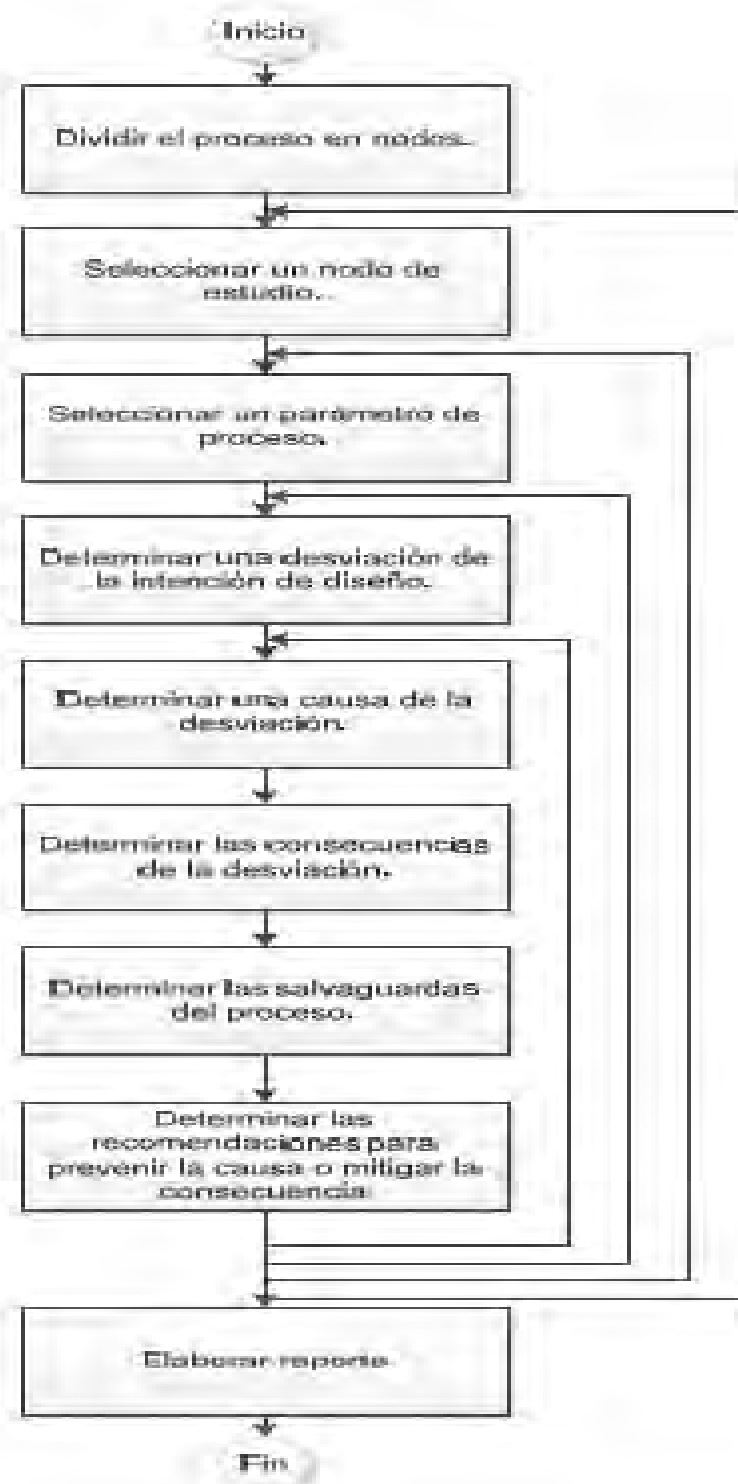 Inicio
Dividir el proceso en nodos.
Seleccionar un nodo de
estudio.
Seleccionar un parámetro de
proceso.
Determinar una desviación de
la intención de diseño.
Determinar una causa de la
desviación.
Determinar las consecuencias
de la desviación.
Determinar las salvaguardas
del proceso.
Determinar las
recomendaciones para
prevenir la causa o mitigar la
consecuencia
Elaborar reporte
Fin